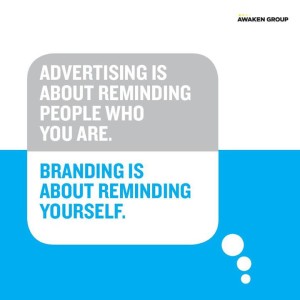 AWAKEN GROUP
ADVERTISING IS
ABOUT REMINDING
PEOPLE WHO
YOU ARE.
BRANDING IS
ABOUT REMINDING
YOURSELF.